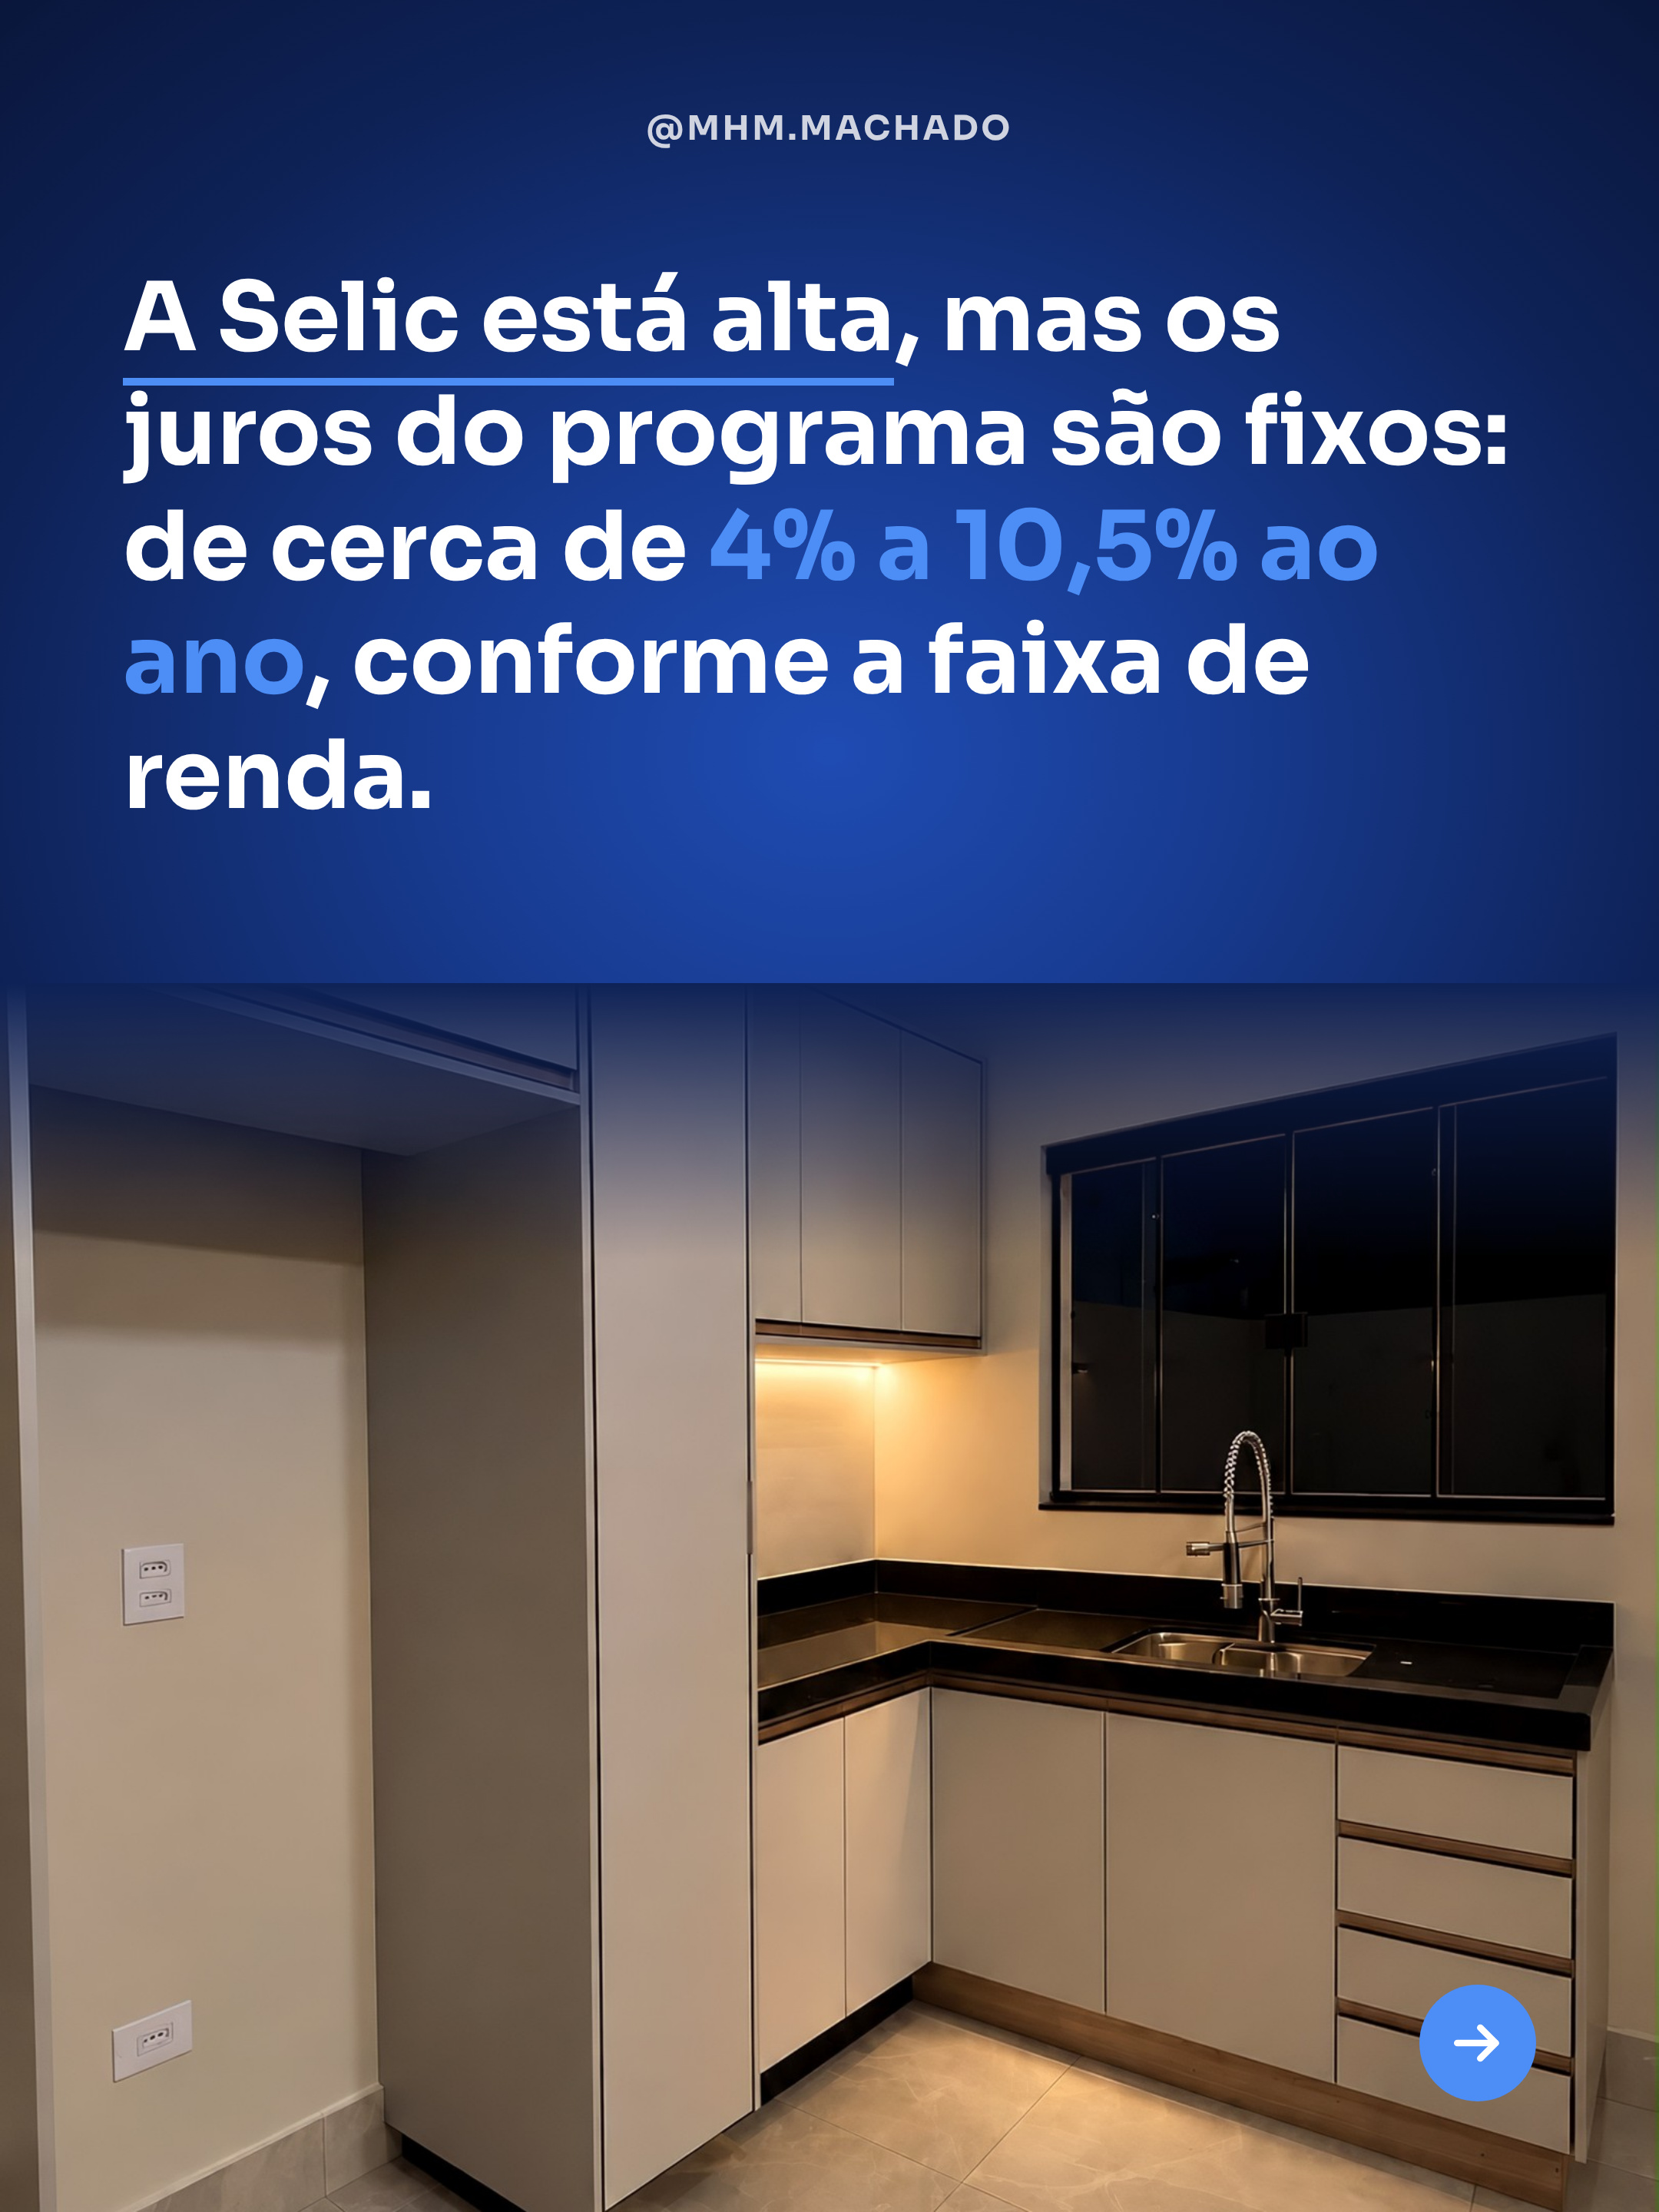 @MHM.MACHADO
A Selic está alta, mas os
juros do programa são fixos:
de cerca de 4% a 10,5% ao
ano, conforme a faixa de
renda.